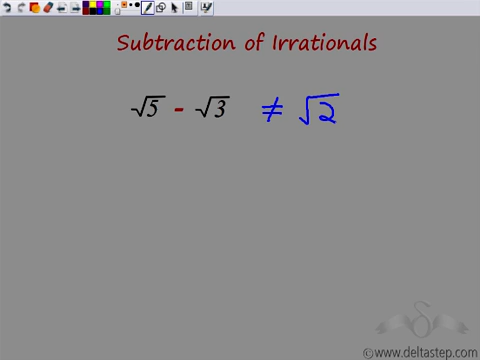 Subtraction of Irrationals
√5 - √3 ≠ √2
©www.deltastep.com